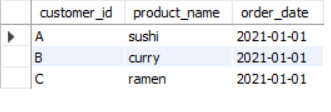 customer_id product_name order_date
A sushi 2021-01-01
B curry 2021-01-01
C ramen 2021-01-01